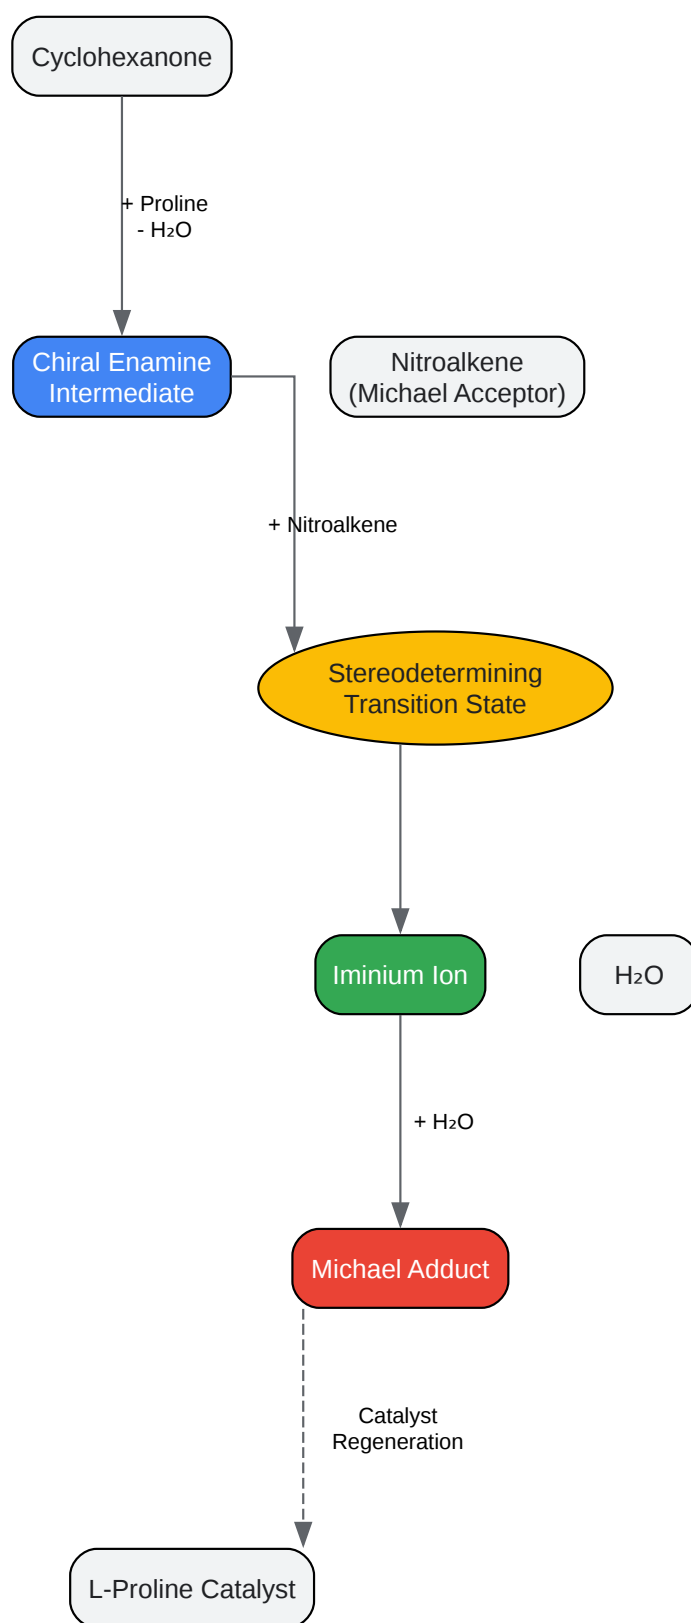 Cyclohexanone
+ Proline
- H₂O
Chiral Enamine
Intermediate
Nitroalkene
(Michael Acceptor)
+ Nitroalkene
Stereodetermining
Transition State
Iminium Ion
H₂O
+ H₂O
Michael Adduct
Catalyst
Regeneration
L-Proline Catalyst